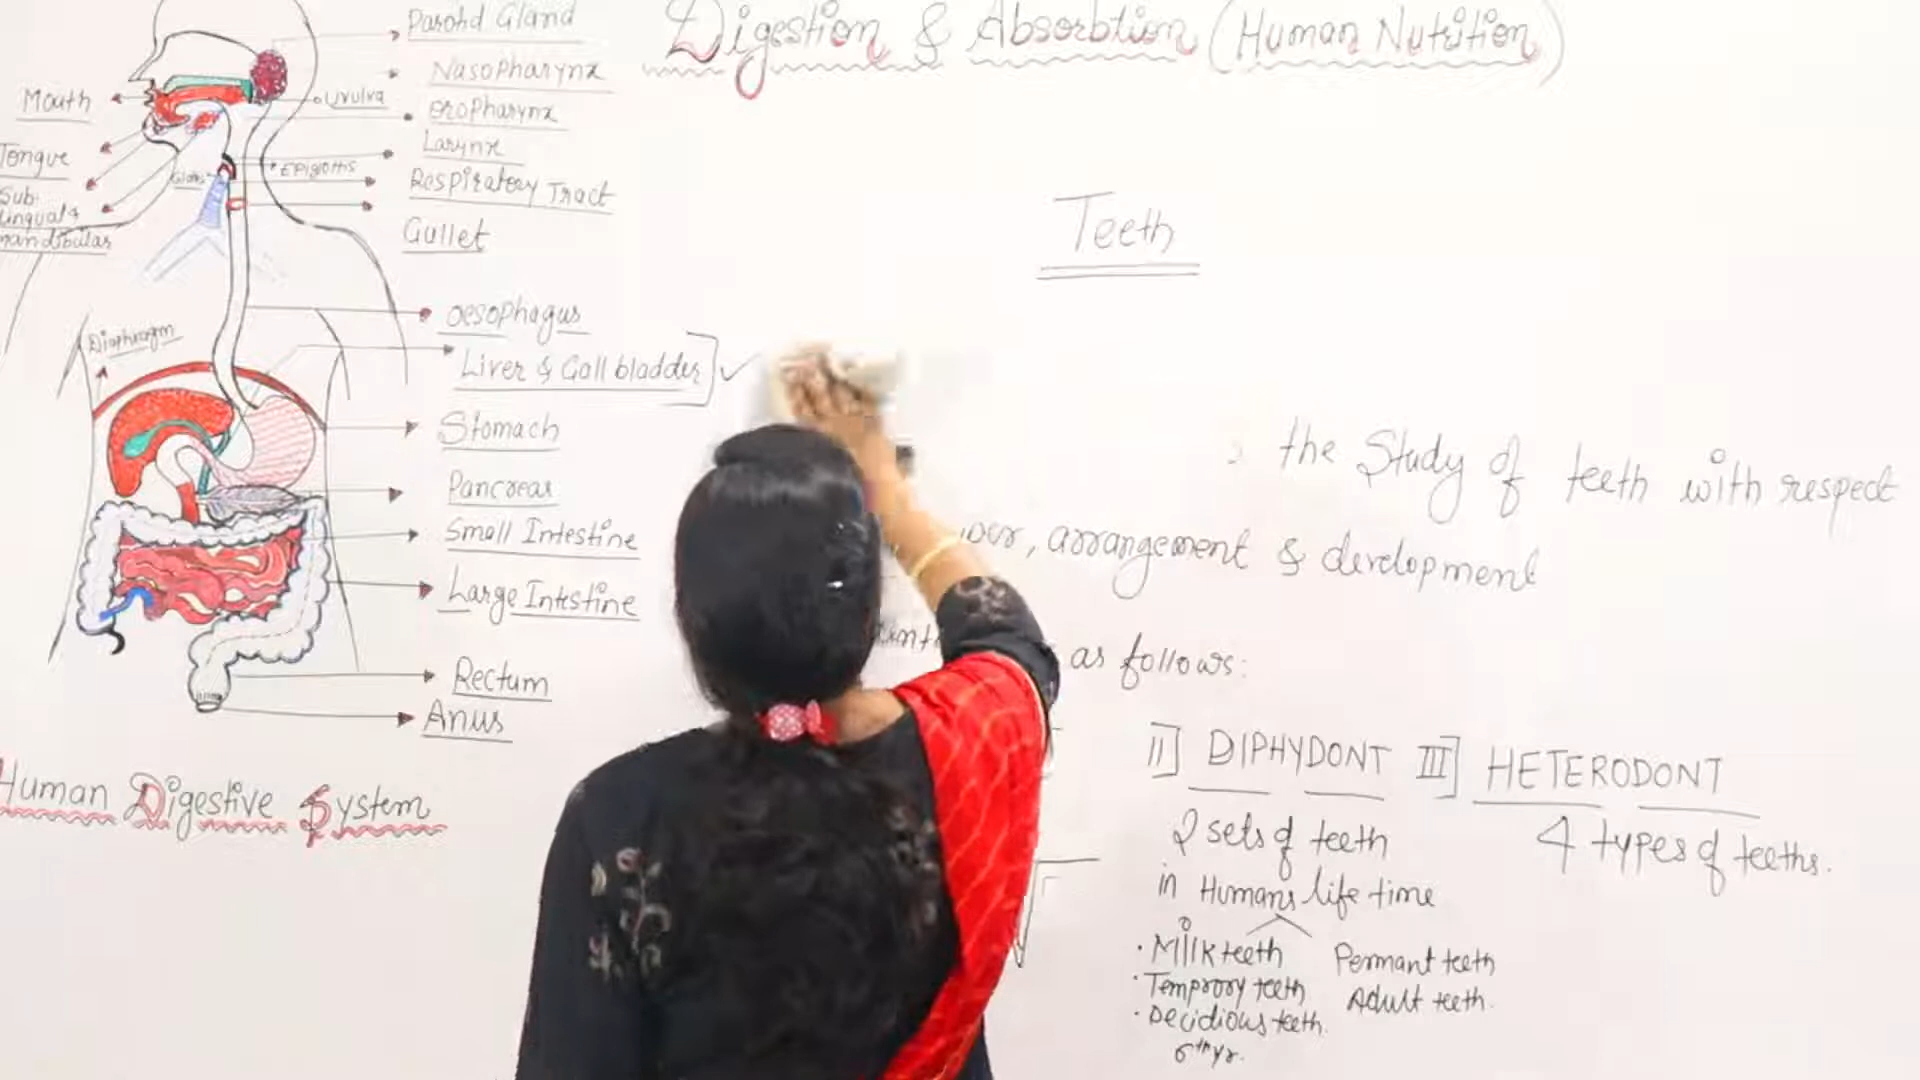 Digestion & Absorbtion (Human Nutrition)
Parotid Gland
Nasopharynx
Mouth
Uvulva
oropharynx
Larynx
Tongue
Epiglottis
Respiratory Tract
Sub-
lingual &
mandibular
Gullet
Teeth
oesophagus
Diaphragm
Liver & Gall bladder
Stomach
Pancreas
Small Intestine
Large Intestine
Rectum
Anus
Human Digestive System
the Study of teeth with respect
, arrangement & development
as follows:
II] DIPHYDONT
2 sets of teeth
in Humans life time
· Milk teeth
· Temprory teeth
· Decidious teeth.
6th yr.
Permant teeth
Adult teeth.
III] HETERODONT
4 types of teeths.